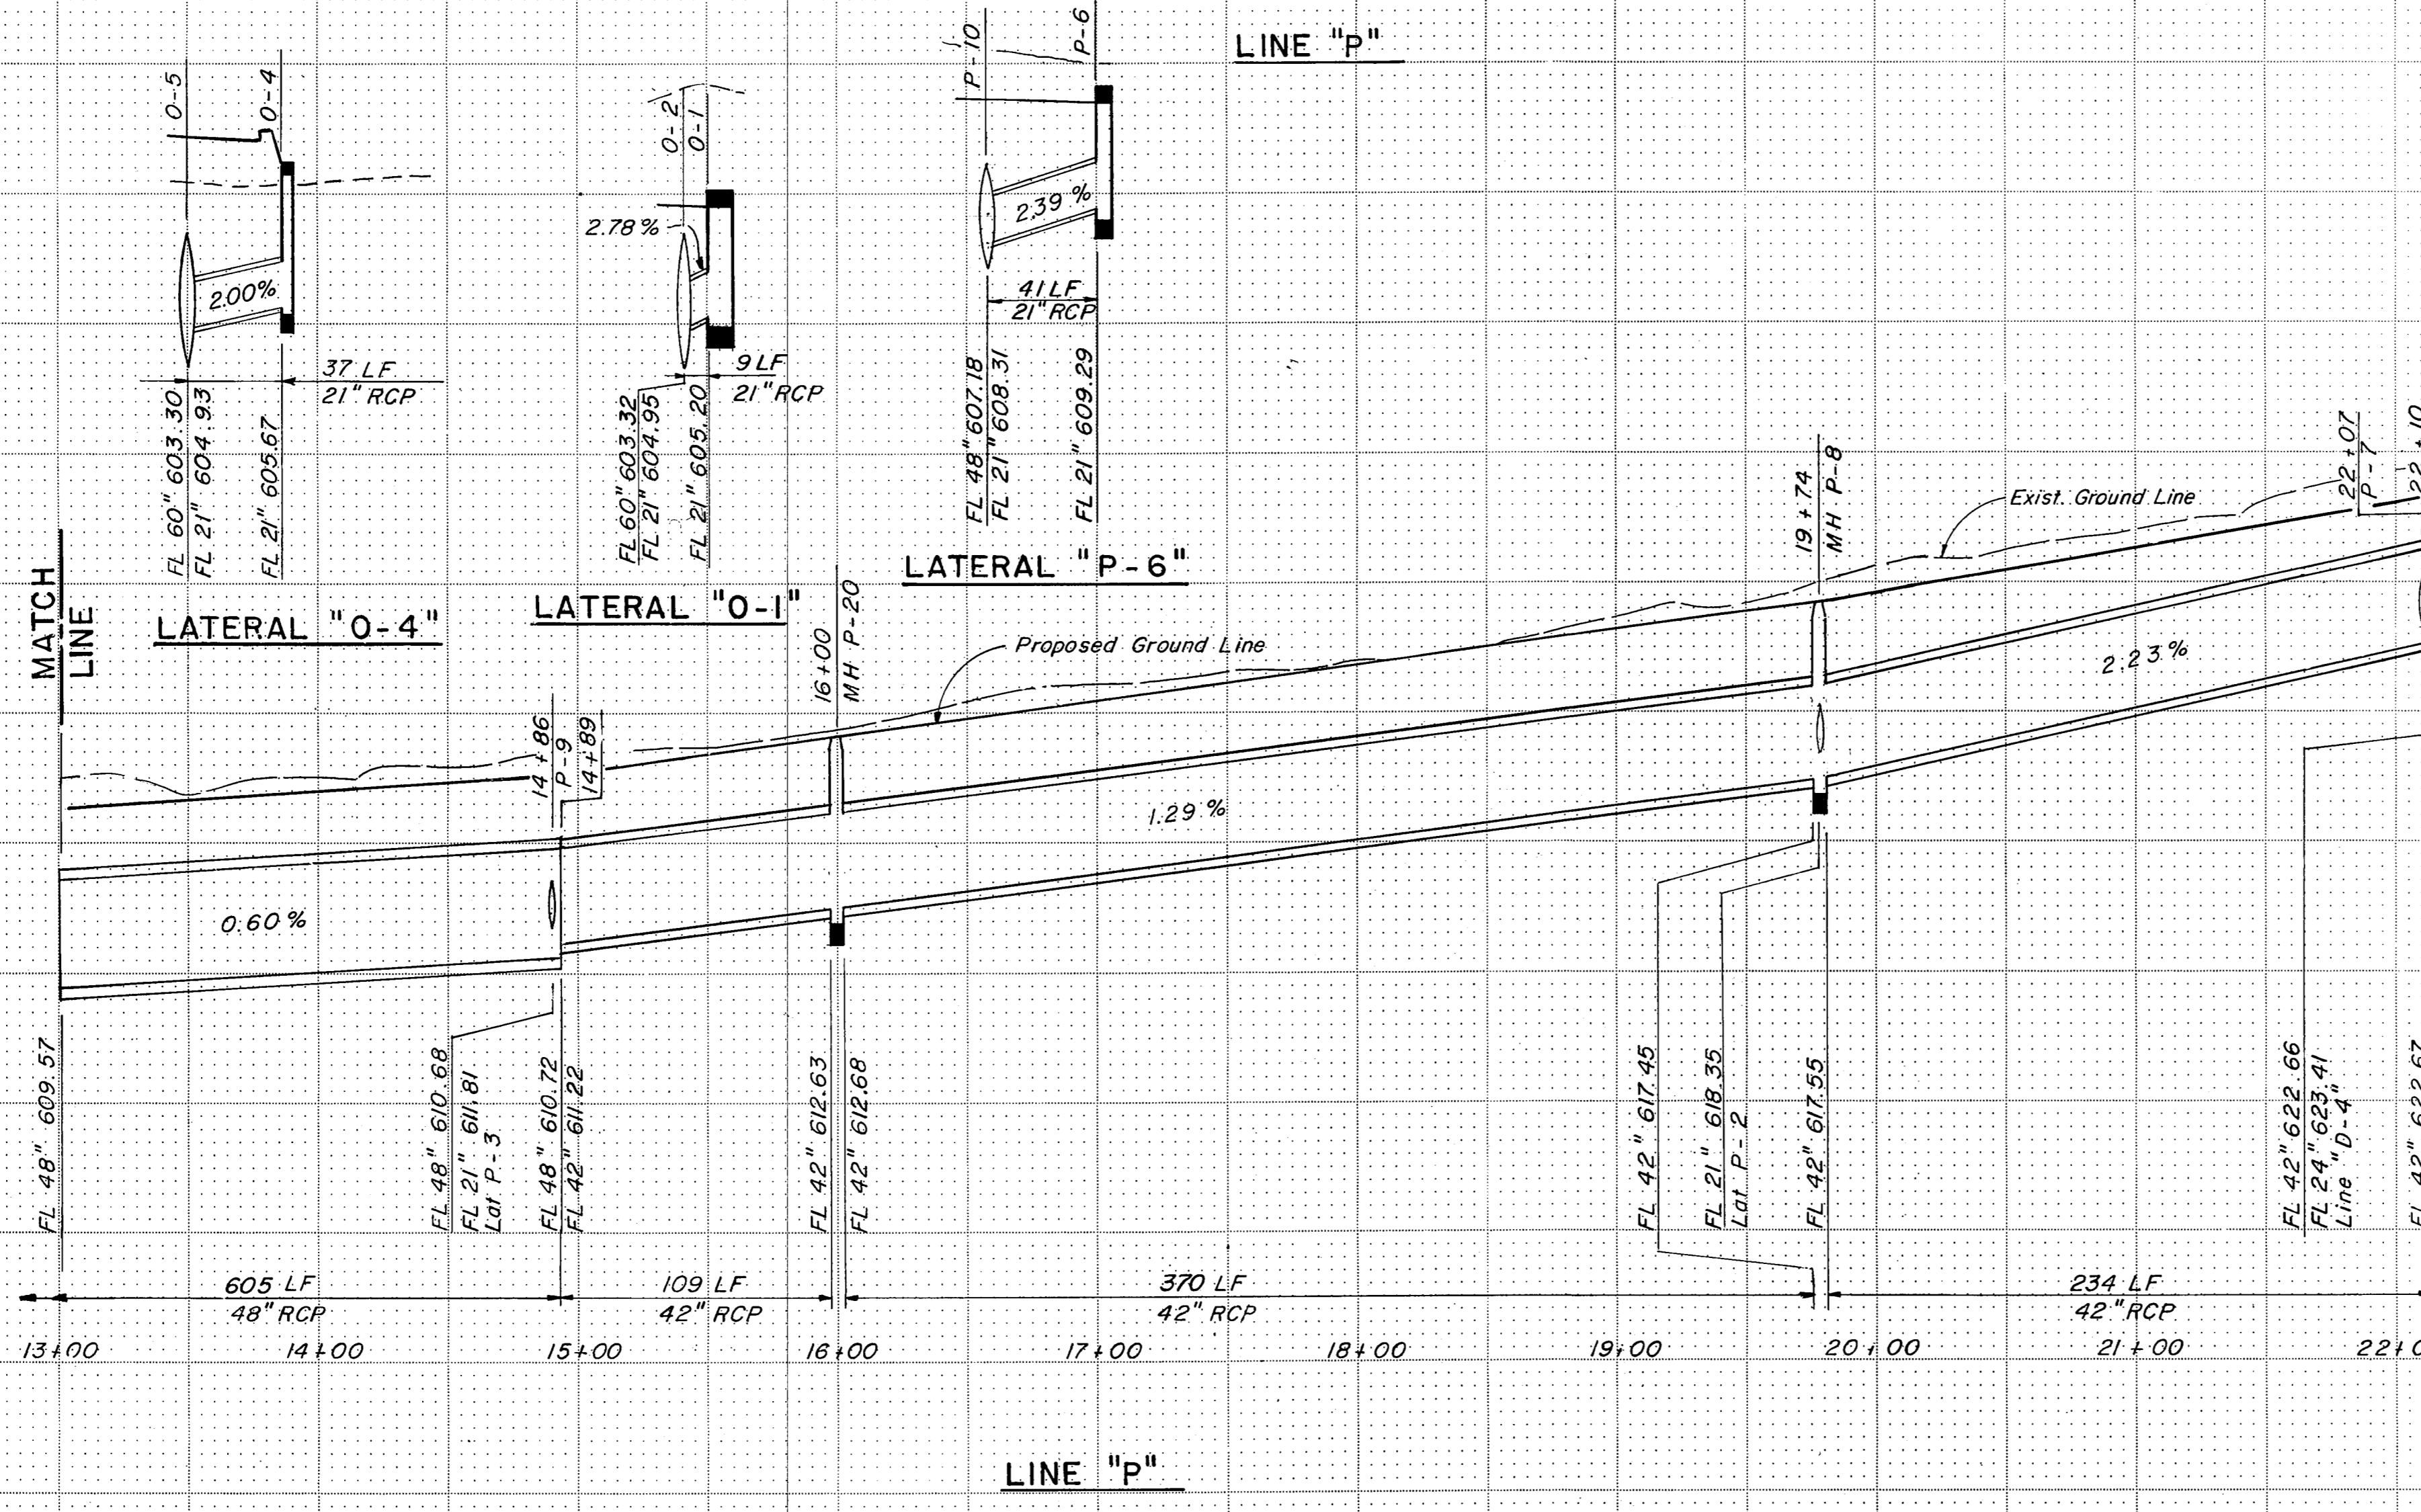 LINE "P"
O-5
O-4
2.00%
37 LF
21" RCP
FL 60" 603.30
FL 21" 604.93
FL 21" 605.67
LATERAL "O-4"
O-2
O-1
2.78%
9 LF
21" RCP
FL 60" 603.32
FL 21" 604.95
FL 21" 605.20
LATERAL "O-1"
P-10
P-6
2.39%
41 LF
21" RCP
FL 48" 607.18
FL 21" 608.31
FL 21" 609.29
LATERAL "P-6"
MATCH
LINE
14+86
P-9
14+89
16+00
MH P-20
Proposed Ground Line
19+74
MH P-8
Exist. Ground Line
22+07
P-7
22+10
0.60%
1.29%
2.23%
FL 48" 609.57
FL 48" 610.68
FL 21" 611.81
Lat P-3
FL 48" 610.72
FL 42" 611.22
FL 42" 612.63
FL 42" 612.68
FL 42" 617.45
FL 21" 618.35
Lat P-2
FL 42" 617.55
FL 42" 622.66
FL 24" 623.41
Line "D-4"
FL 42" 622.67
605 LF
48" RCP
109 LF
42" RCP
370 LF
42" RCP
234 LF
42" RCP
13+00 14+00 15+00 16+00 17+00 18+00 19+00 20+00 21+00 22+0
LINE "P"